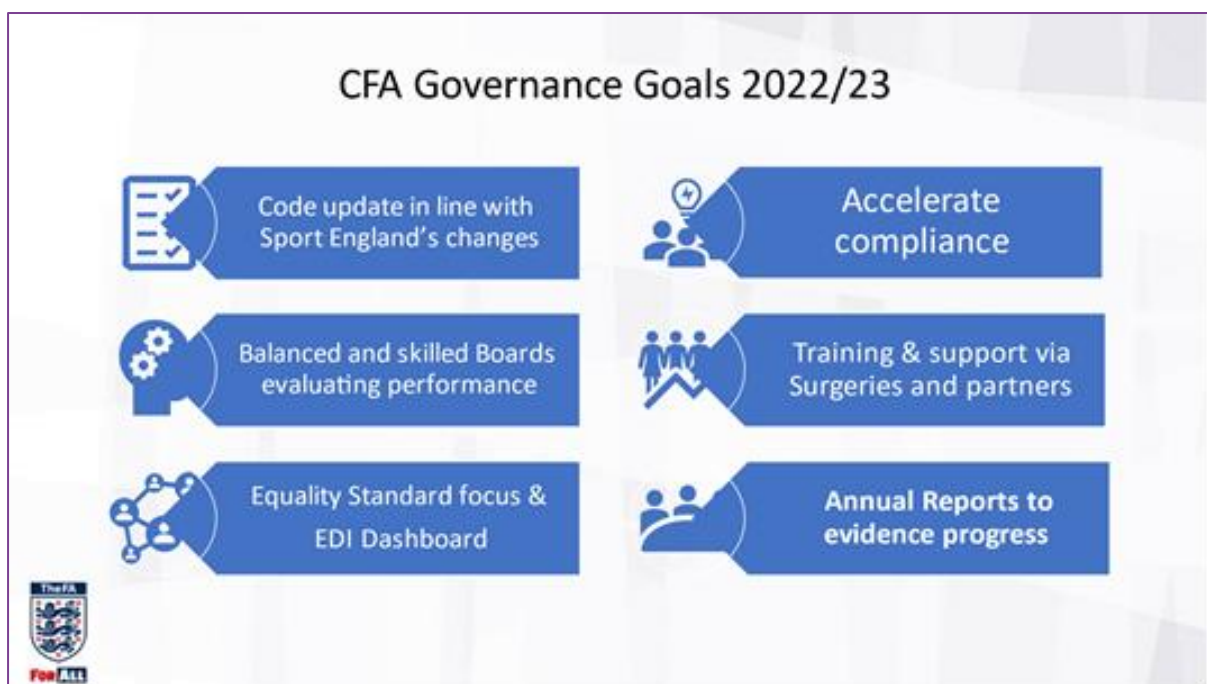 CFA Governance Goals 2022/23
Code update in line with
Sport England's changes
Accelerate
compliance
Balanced and skilled Boards
evaluating performance
Training & support via
Surgeries and partners
Equality Standard focus &
EDI Dashboard
Annual Reports to
evidence progress
TheFA
FOR ALL